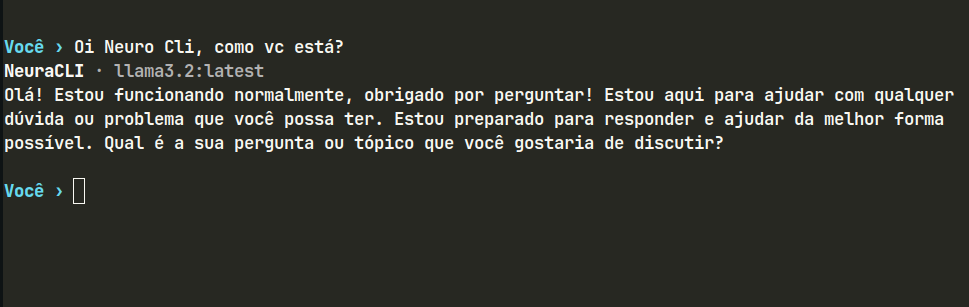 Você › Oi Neuro Cli, como vc está?
NeuraCLI · llama3.2:latest
Olá! Estou funcionando normalmente, obrigado por perguntar! Estou aqui para ajudar com qualquer
dúvida ou problema que você possa ter. Estou preparado para responder e ajudar da melhor forma
possível. Qual é a sua pergunta ou tópico que você gostaria de discutir?
Você ›